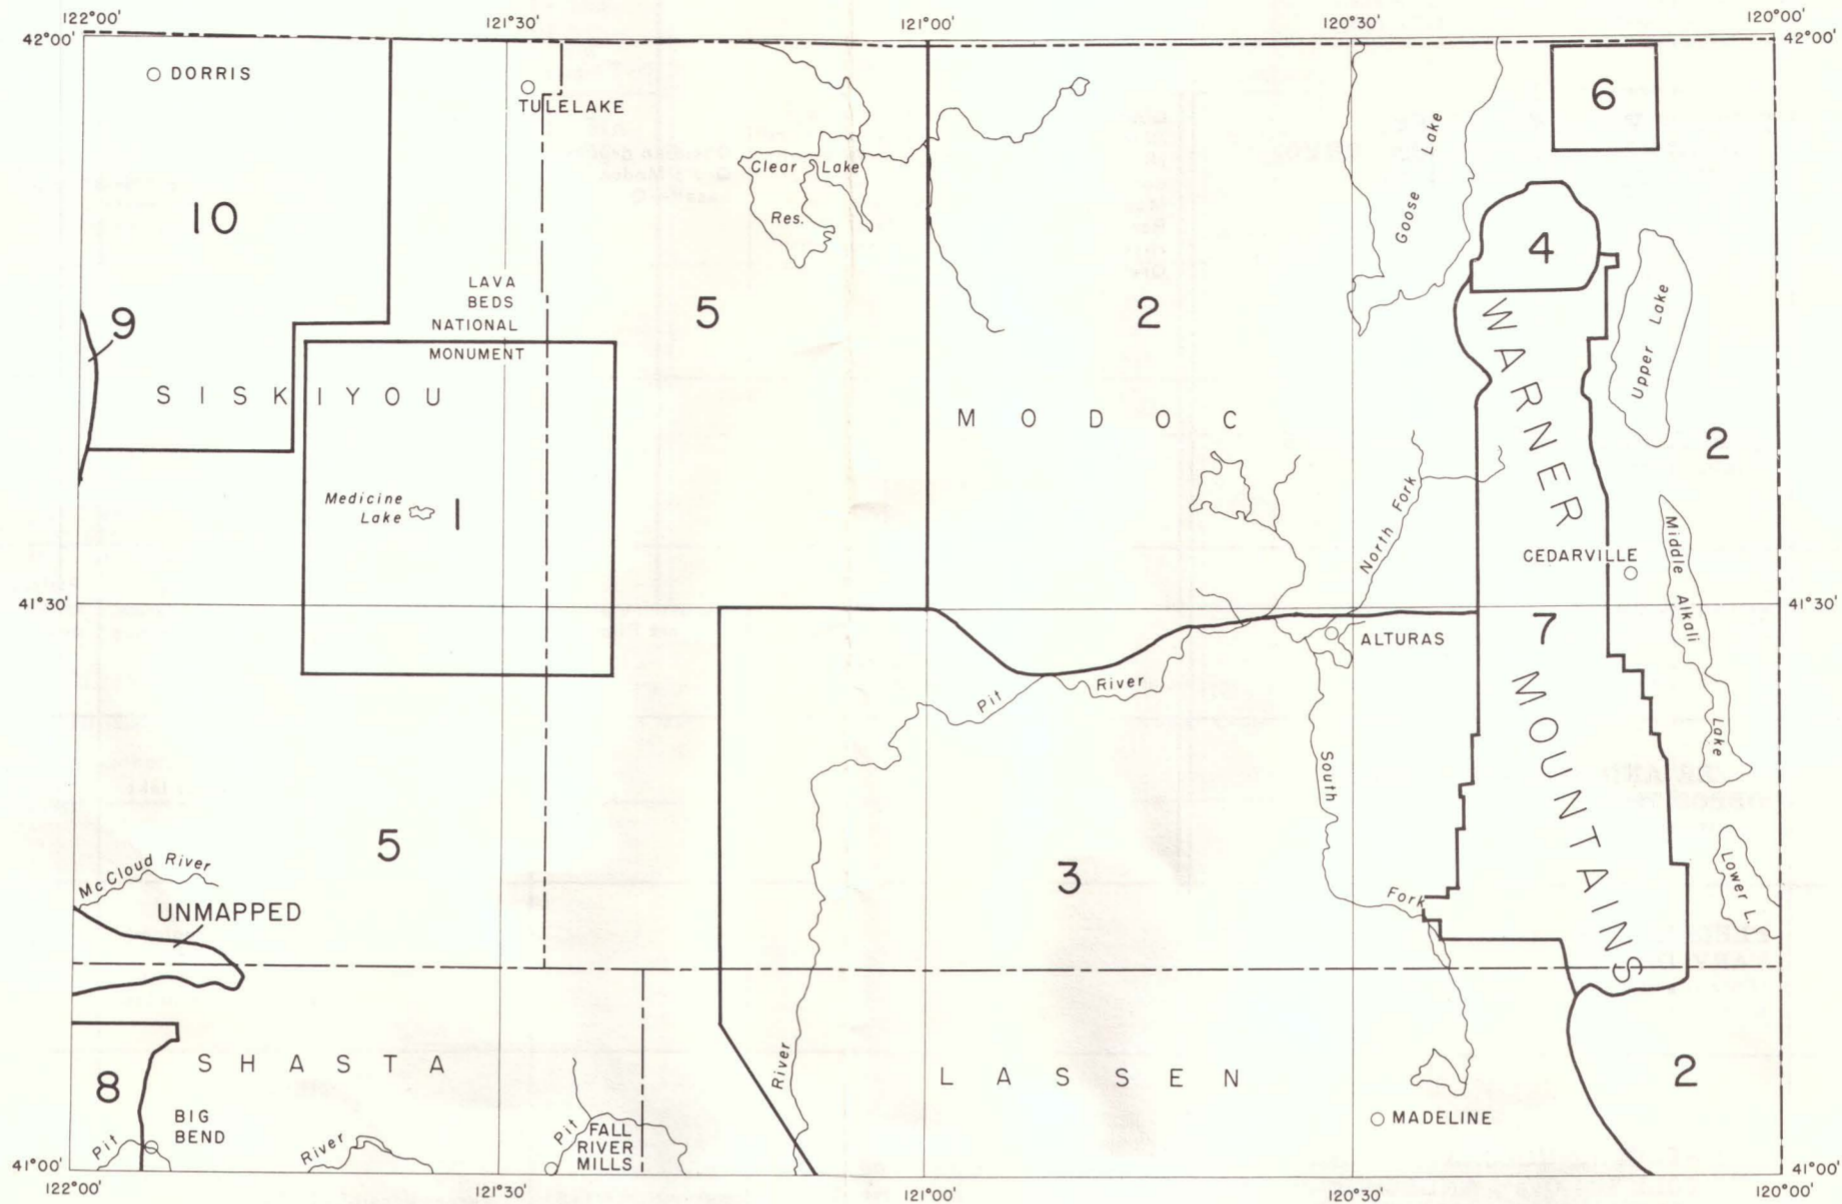 122°00'
121°30'
121°00'
120°30'
120°00'
42°00'
42°00'
DORRIS
TULELAKE
6
Clear Lake
Res.
Goose Lake
10
4
LAVA
BEDS
NATIONAL
MONUMENT
5
2
9
Upper Lake
SISKIYOU
MODOC
WARNER
2
Medicine
Lake
1
North Fork
Middle Alkali Lake
CEDARVILLE
41°30'
41°30'
ALTURAS
7
Pit River
MOUNTAINS
South Fork
5
3
McCloud River
UNMAPPED
Lower L.
SHASTA
LASSEN
River
8
2
BIG
BEND
MADELINE
Pit
River
Pit
FALL
RIVER
MILLS
41°00'
41°00'
122°00'
121°30'
121°00'
120°30'
120°00'